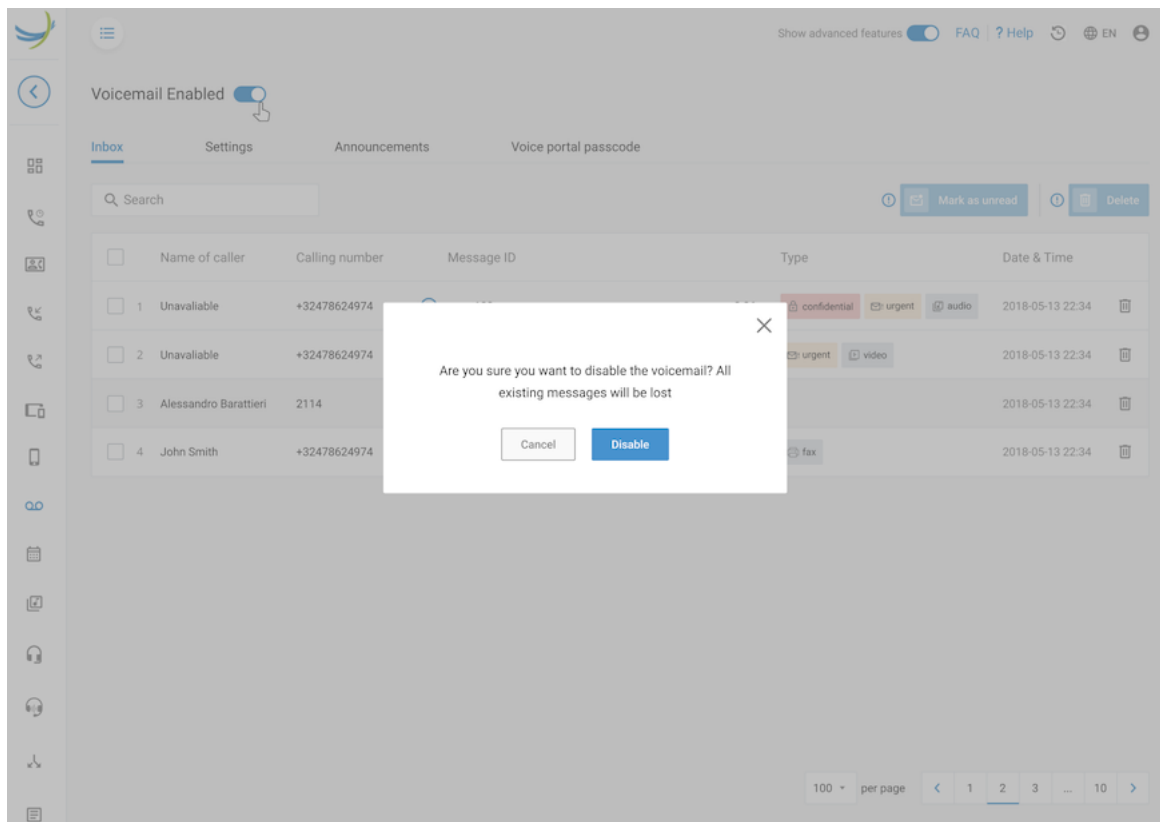 Show advanced features FAQ ? Help EN
Voicemail Enabled
Inbox Settings Announcements Voice portal passcode
Search Mark as unread Delete
Name of caller Calling number Message ID Type Date & Time
1 Unavaliable +32478624974 confidential urgent audio 2018-05-13 22:34
2 Unavaliable +32478624974 urgent video 2018-05-13 22:34
3 Alessandro Barattieri 2114 2018-05-13 22:34
4 John Smith +32478624974 fax 2018-05-13 22:34
Are you sure you want to disable the voicemail? All
existing messages will be lost
Cancel Disable
100 per page 1 2 3 ... 10